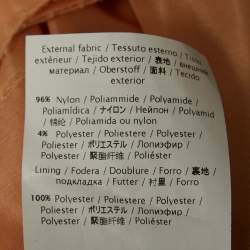 External fabric / Tessuto esterno / Tissu
extérieur / Tejido exterior / 表地 / внешний
материал / Oberstoff / 面料 / Tecido
exterior
96% Nylon / Poliammide / Polyamide /
Poliamídica / ナイロン / Нейлон / Polyamid
/ 锦纶 / Poliamida ou nylon
4% Polyester / Poliestere / Polyester /
Poliester / ポリエステル / Полиэфир /
Polyester / 聚酯纤维 / Poliéster
Lining / Fodera / Doublure / Forro / 裏地
/ подкладка / Futter / 衬里 / Forro
100% Polyester / Poliestere / Polyester /
Poliester / ポリエステル / Полиэфир /
Polyester / 聚酯纤维 / Poliéster